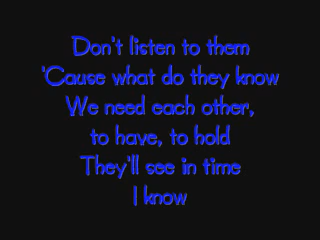 Don't listen to them
'Cause what do they know
We need each other,
to have, to hold
They'll see in time
I know